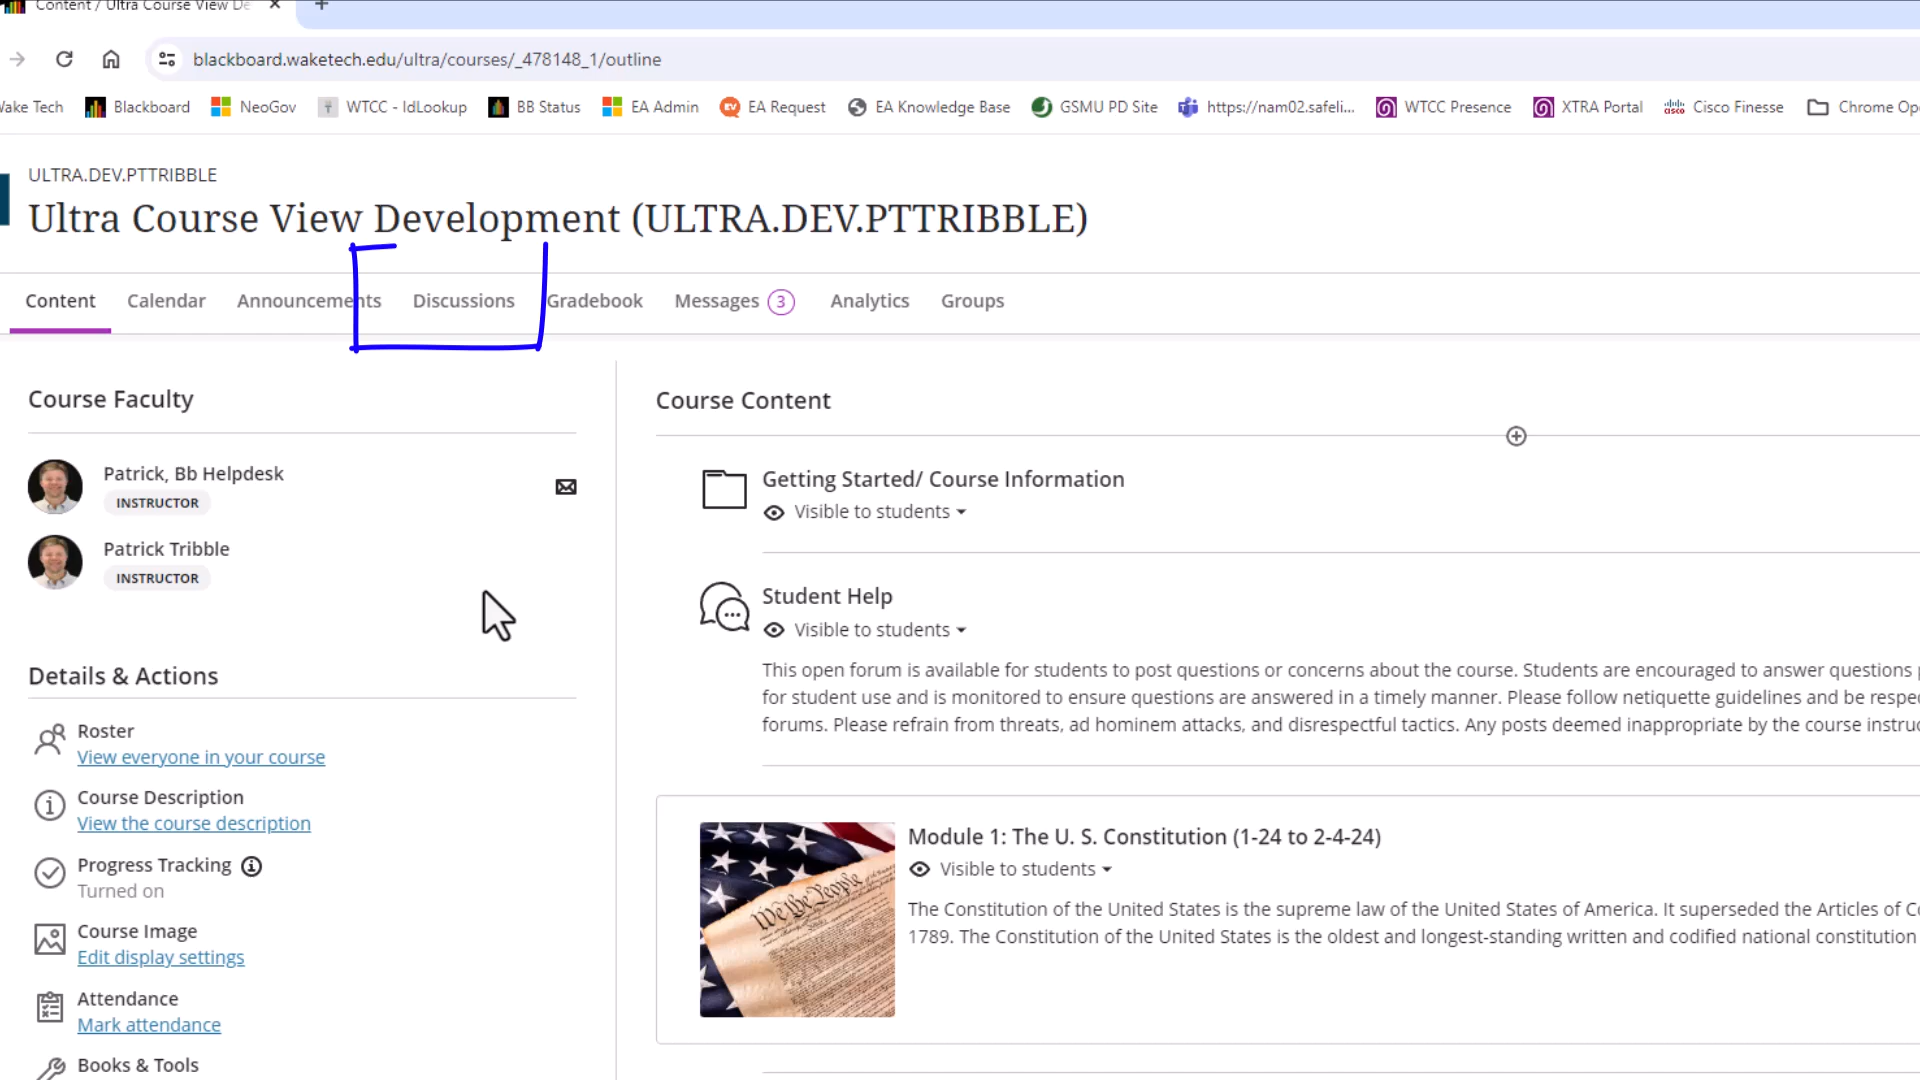 Content / Ultra Course View De
blackboard.waketech.edu/ultra/courses/_478148_1/outline
Wake Tech Blackboard NeoGov WTCC - IdLookup BB Status EA Admin EA Request EA Knowledge Base GSMU PD Site https://nam02.safeli... WTCC Presence XTRA Portal Cisco Finesse Chrome Op
ULTRA.DEV.PTTRIBBLE
Ultra Course View Development (ULTRA.DEV.PTTRIBBLE)
Content Calendar Announcements Discussions Gradebook Messages 3 Analytics Groups
Course Faculty
Patrick, Bb Helpdesk
INSTRUCTOR
Patrick Tribble
INSTRUCTOR
Details & Actions
Roster
View everyone in your course
Course Description
View the course description
Progress Tracking
Turned on
Course Image
Edit display settings
Attendance
Mark attendance
Books & Tools
Course Content
Getting Started/ Course Information
Visible to students
Student Help
Visible to students
This open forum is available for students to post questions or concerns about the course. Students are encouraged to answer questions p
for student use and is monitored to ensure questions are answered in a timely manner. Please follow netiquette guidelines and be respec
forums. Please refrain from threats, ad hominem attacks, and disrespectful tactics. Any posts deemed inappropriate by the course instruc
Module 1: The U. S. Constitution (1-24 to 2-4-24)
Visible to students
We the People
The Constitution of the United States is the supreme law of the United States of America. It superseded the Articles of Co
1789. The Constitution of the United States is the oldest and longest-standing written and codified national constitution